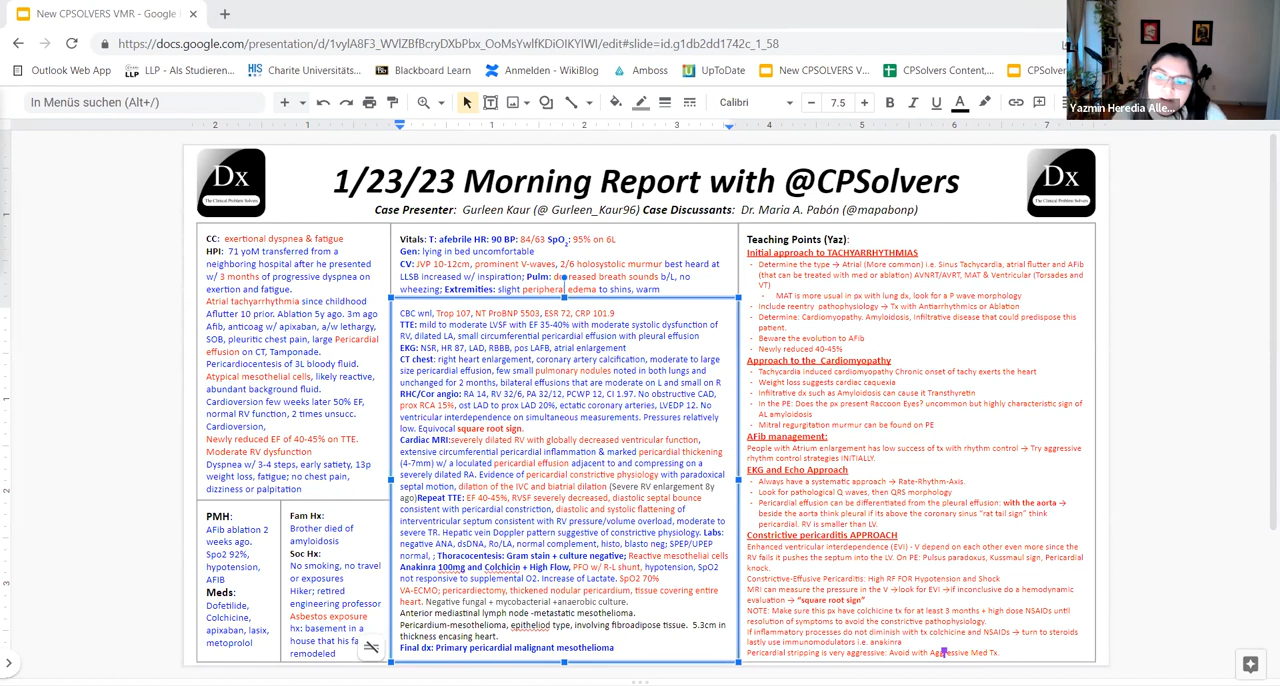 New CPSOLVERS VMR - Google
https://docs.google.com/presentation/d/1vylA8F3_WVlZBfBcryDXbPbx_OoMsYwlfKDiOIKYIWI/edit#slide=id.g1db2dd1742c_1_58
Outlook Web App
LLP - Als Studieren...
Charite Universitäts...
Blackboard Learn
Anmelden - WikiBlog
Amboss
UpToDate
New CPSOLVERS V...
CPSolvers Content,...
CPSolver
Yazmin Heredia Alle...
In Menüs suchen (Alt+/)
Calibri
7.5
Dx
The Clinical Problem Solvers
1/23/23 Morning Report with @CPSolvers
Case Presenter: Gurleen Kaur (@ Gurleen_Kaur96) Case Discussants: Dr. Maria A. Pabón (@mapabonp)
Dx
The Clinical Problem Solvers
CC: exertional dyspnea & fatigue
HPI: 71 yoM transferred from a
neighboring hospital after he presented
w/ 3 months of progressive dyspnea on
exertion and fatigue.
Atrial tachyarrhythmia since childhood
Aflutter 10 prior. Ablation 5y ago. 3m ago
Afib, anticoag w/ apixaban, a/w lethargy,
SOB, pleuritic chest pain, large Pericardial
effusion on CT, Tamponade.
Pericardiocentesis of 3L bloody fluid.
Atypical mesothelial cells, likely reactive,
abundant background fluid.
Cardioversion few weeks later 50% EF,
normal RV function, 2 times unsucc.
Cardioversion,
Newly reduced EF of 40-45% on TTE.
Moderate RV dysfunction
Dyspnea w/ 3-4 steps, early satiety, 13p
weight loss, fatigue; no chest pain,
dizziness or palpitation
PMH:
AFib ablation 2
weeks ago.
Spo2 92%,
hypotension,
AFIB
Meds:
Dofetilide,
Colchicine,
apixaban, lasix,
metoprolol
Fam Hx:
Brother died of
amyloidosis
Soc Hx:
No smoking, no travel
or exposures
Hiker; retired
engineering professor
Asbestos exposure
hx: basement in a
house that his fa
remodeled
Vitals: T: afebrile HR: 90 BP: 84/63 SpO2: 95% on 6L
Gen: lying in bed uncomfortable
CV: JVP 10-12cm, prominent V-waves, 2/6 holosystolic murmur best heard at
LLSB increased w/ inspiration; Pulm: decreased breath sounds b/L, no
wheezing; Extremities: slight peripheral edema to shins, warm
CBC wnl, Trop 107, NT ProBNP 5503, ESR 72, CRP 101.9
TTE: mild to moderate LVSF with EF 35-40% with moderate systolic dysfunction of
RV, dilated LA, small circumferential pericardial effusion with pleural effusion
EKG: NSR, HR 87, LAD, RBBB, pos LAFB, atrial enlargement
CT chest: right heart enlargement, coronary artery calcification, moderate to large
size pericardial effusion, few small pulmonary nodules noted in both lungs and
unchanged for 2 months, bilateral effusions that are moderate on L and small on R
RHC/Cor angio: RA 14, RV 32/6, PA 32/12, PCWP 12, CI 1.97. No obstructive CAD,
prox RCA 15%, ost LAD to prox LAD 20%, ectatic coronary arteries, LVEDP 12. No
ventricular interdependence on simultaneous measurements. Pressures relatively
low. Equivocal square root sign.
Cardiac MRI:severely dilated RV with globally decreased ventricular function,
extensive circumferential pericardial inflammation & marked pericardial thickening
(4-7mm) w/ a loculated pericardial effusion adjacent to and compressing on a
severely dilated RA. Evidence of pericardial constrictive physiology with paradoxical
septal motion, dilation of the IVC and biatrial dilation (Severe RV enlargement 8y
ago)Repeat TTE: EF 40-45%, RVSF severely decreased, diastolic septal bounce
consistent with pericardial constriction, diastolic and systolic flattening of
interventricular septum consistent with RV pressure/volume overload, moderate to
severe TR. Hepatic vein Doppler pattern suggestive of constrictive physiology. Labs:
negative ANA, dsDNA, Ro/LA, normal complement, histo, blasto neg; SPEP/UPEP
normal, ; Thoracocentesis: Gram stain + culture negative; Reactive mesothelial cells
Anakinra 100mg and Colchicin + High Flow, PFO w/ R-L shunt, hypotension, SpO2
not responsive to supplemental O2. Increase of Lactate. SpO2 70%
VA-ECMO; pericardiectomy, thickened nodular pericardium, tissue covering entire
heart. Negative fungal + mycobacterial +anaerobic culture.
Anterior mediastinal lymph node -metastatic mesothelioma.
Pericardium-mesothelioma, epitheliod type, involving fibroadipose tissue. 5.3cm in
thickness encasing heart.
Final dx: Primary pericardial malignant mesothelioma
Teaching Points (Yaz):
Initial approach to TACHYARRHYTHMIAS
- Determine the type → Atrial (More common) i.e. Sinus Tachycardia, atrial flutter and AFib
(that can be treated with med or ablation) AVNRT/AVRT, MAT & Ventricular (Torsades and
VT)
- MAT is more usual in px with lung dx, look for a P wave morphology
- Include reentry pathology → Tx with Antiarrhythmics or Ablation
- Determine: Cardiomyopathy. Amyloidosis, Infiltrative disease that could predispose this
patient.
- Beware the evolution to AFib
- Newly reduced 40-45%
Approach to the Cardiomyopathy
- Tachycardia induced cardiomyopathy Chronic onset of tachy exerts the heart
- Weight loss suggests cardiac caquexia
- Infiltrative dx such as Amyloidosis can cause it Transthyretin
- In the PE: Does the px present Raccoon Eyes? uncommon but highly characteristic sign of
AL amyloidosis
- Mitral regurgitation murmur can be found on PE
AFib management:
People with Atrium enlargement has low success of tx with rhythm control → Try aggressive
rhythm control strategies INITIALLY.
EKG and Echo Approach
- Always have a systematic approach → Rate-Rhythm-Axis.
- Look for pathological Q waves, then QRS morphology
- Pericardial effusion can be differentiated from the pleural effusion: with the aorta →
beside the aorta think pleural if its above the coronary sinus "rat tail sign" think
pericardial. RV is smaller than LV.
Constrictive pericarditis APPROACH
Enhanced ventricular interdependence (EVI) - V depend on each other even more since the
RV fails it pushes the septum into the LV. On PE: Pulsus paradoxus, Kussmaul sign, Pericardial
knock.
Constrictive-Effusive Pericarditis: High RF FOR Hypotension and Shock
MRI can measure the pressure in the V →look for EVI →if inconclusive do a hemodynamic
evaluation → "square root sign"
NOTE: Make sure this px have colchicine tx for at least 3 months + high dose NSAIDs until
resolution of symptoms to avoid the constrictive pathophysiology.
If inflammatory processes do not diminish with tx colchicine and NSAIDs → turn to steroids
lastly use immunomodulators i.e. anakinra
Pericardial stripping is very aggressive: Avoid with Aggressive Med Tx.